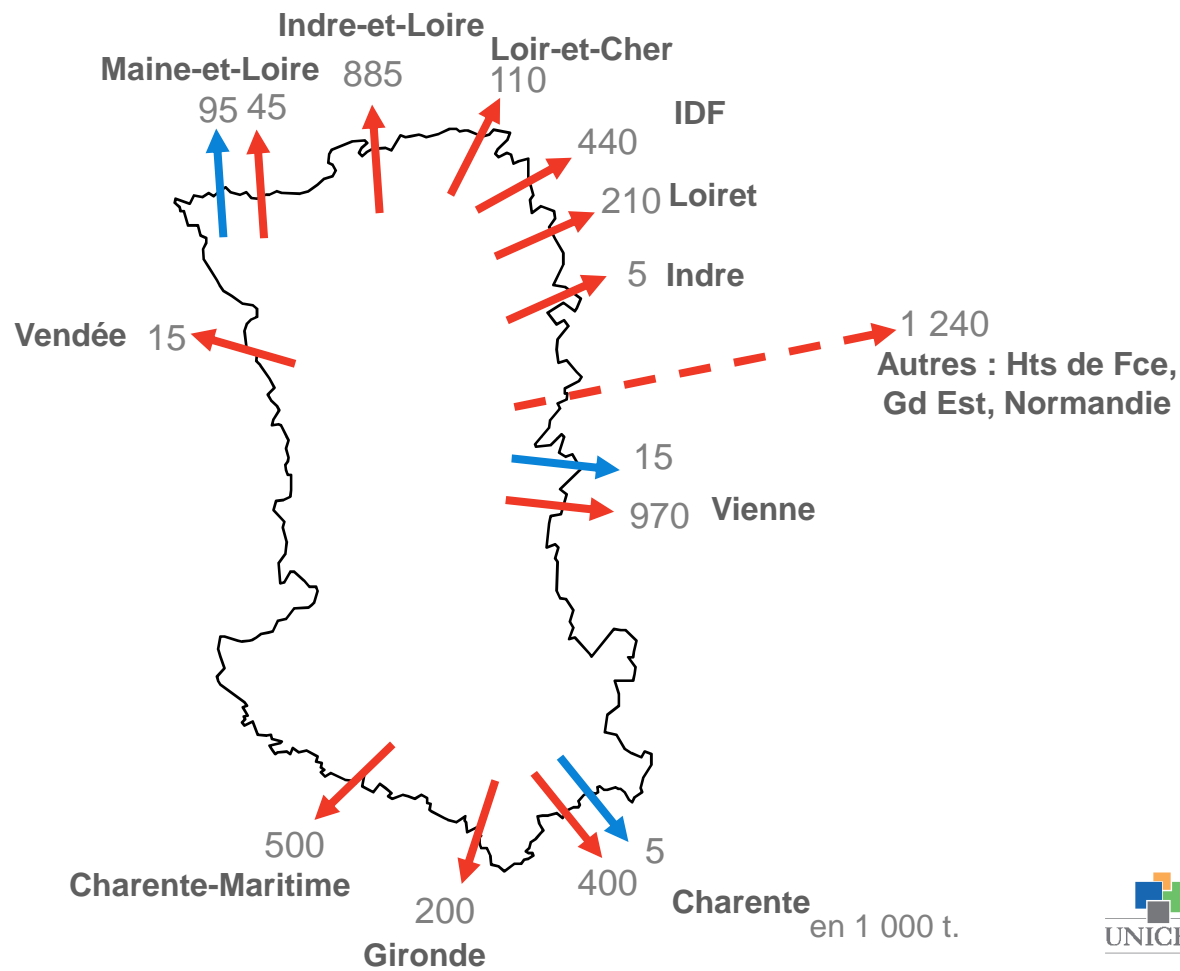 Indre-et-Loire
Loir-et-Cher
Maine-et-Loire
885
110
95 45
IDF
440
210 Loiret
5 Indre
Vendée 15
1 240
Autres : Hts de Fce,
Gd Est, Normandie
15
970 Vienne
500
Charente-Maritime
5
400
200
Charente
en 1 000 t.
Gironde